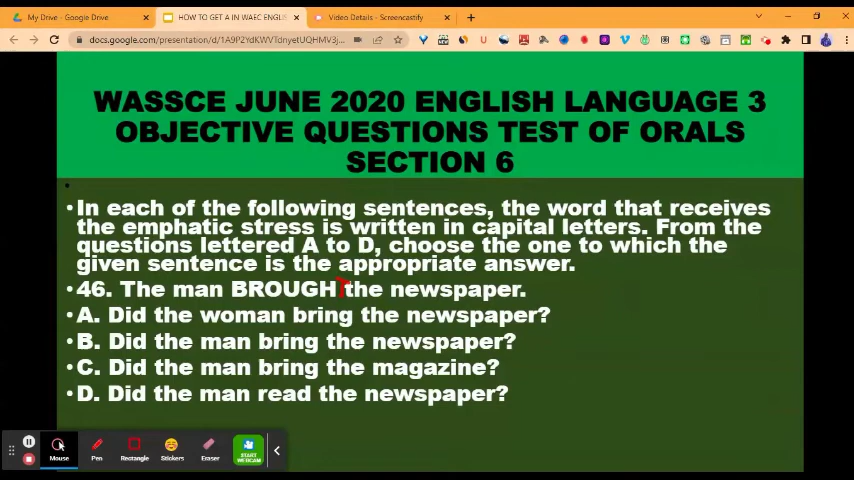 My Drive - Google Drive
HOW TO GET A IN WAEC ENGLISH
Video Details - Screencastify
docs.google.com/presentation/d/1A9P2YdKWVTdnyetUQHMV3j...
WASSCE JUNE 2020 ENGLISH LANGUAGE 3
OBJECTIVE QUESTIONS TEST OF ORALS
SECTION 6
• In each of the following sentences, the word that receives
the emphatic stress is written in capital letters. From the
questions lettered A to D, choose the one to which the
given sentence is the appropriate answer.
• 46. The man BROUGHT the newspaper.
• A. Did the woman bring the newspaper?
• B. Did the man bring the newspaper?
• C. Did the man bring the magazine?
• D. Did the man read the newspaper?
Mouse
Pen
Rectangle
Stickers
Eraser
START
WEBCAM